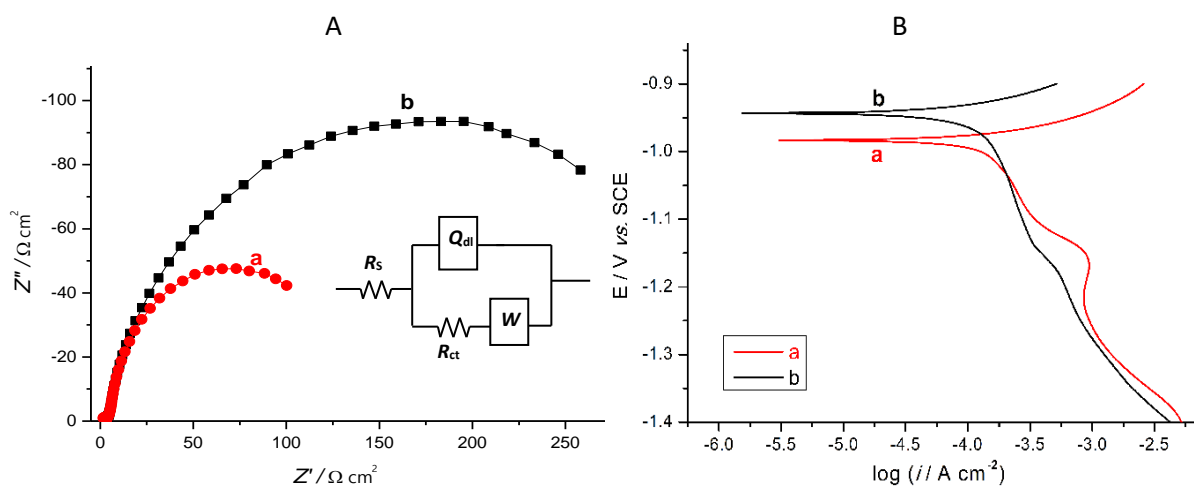 A
-100
-80
-60
-40
-20
0
0
50
100
150
200
250
Z" / Ω cm²
Z' / Ω cm²
b
a
Rs
Qdl
Rct
W
B
-0.9
-1.0
-1.1
-1.2
-1.3
-1.4
-6.0
-5.5
-5.0
-4.5
-4.0
-3.5
-3.0
-2.5
E / V vs. SCE
log (i / A cm⁻²)
b
a
a
b